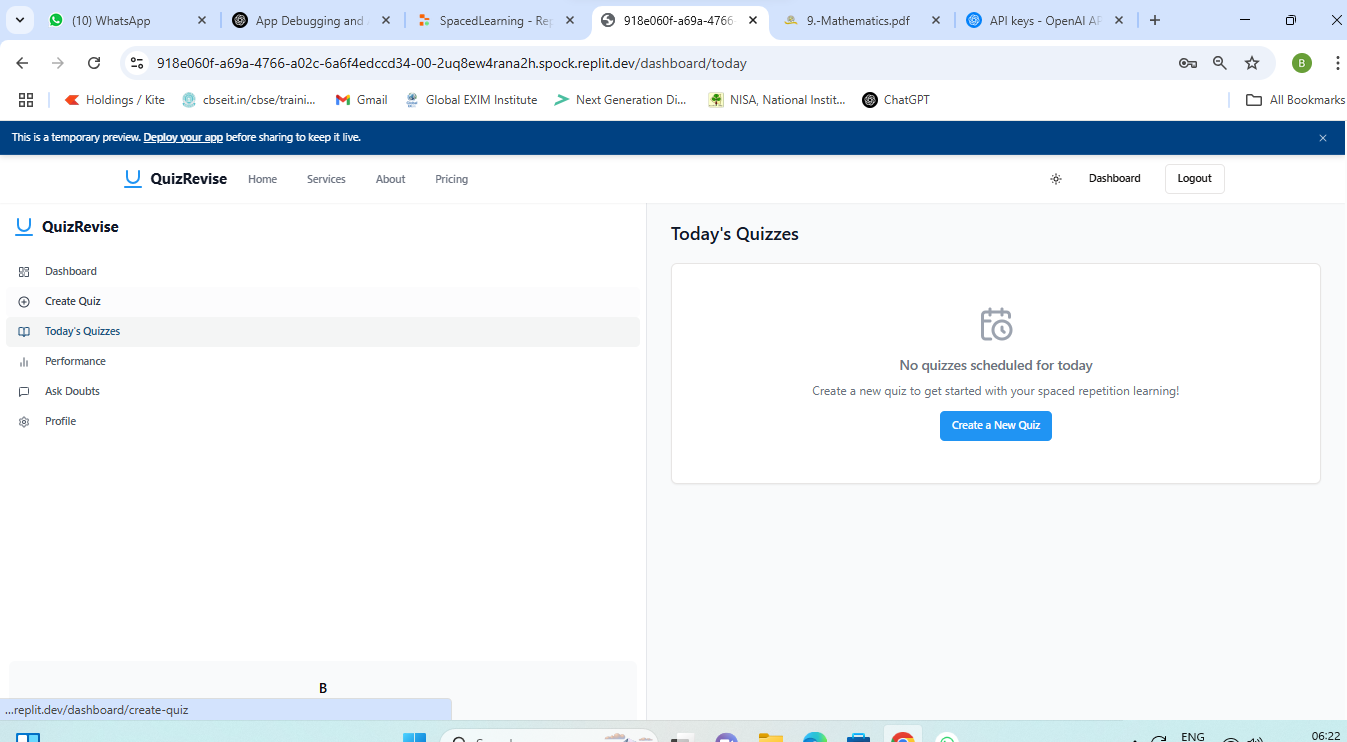 (10) WhatsApp
App Debugging and
SpacedLearning - Rep
918e060f-a69a-4766-
9.-Mathematics.pdf
API keys - OpenAI AP
918e060f-a69a-4766-a02c-6a6f4edccd34-00-2uq8ew4rana2h.spock.replit.dev/dashboard/today
B
Holdings / Kite
cbseit.in/cbse/traini...
Gmail
Global EXIM Institute
Next Generation Di...
NISA, National Instit...
ChatGPT
All Bookmarks
This is a temporary preview. Deploy your app before sharing to keep it live.
QuizRevise
Home
Services
About
Pricing
Dashboard
Logout
QuizRevise
Dashboard
Create Quiz
Today's Quizzes
Performance
Ask Doubts
Profile
B
Today's Quizzes
No quizzes scheduled for today
Create a new quiz to get started with your spaced repetition learning!
Create a New Quiz
...replit.dev/dashboard/create-quiz
ENG
06:22